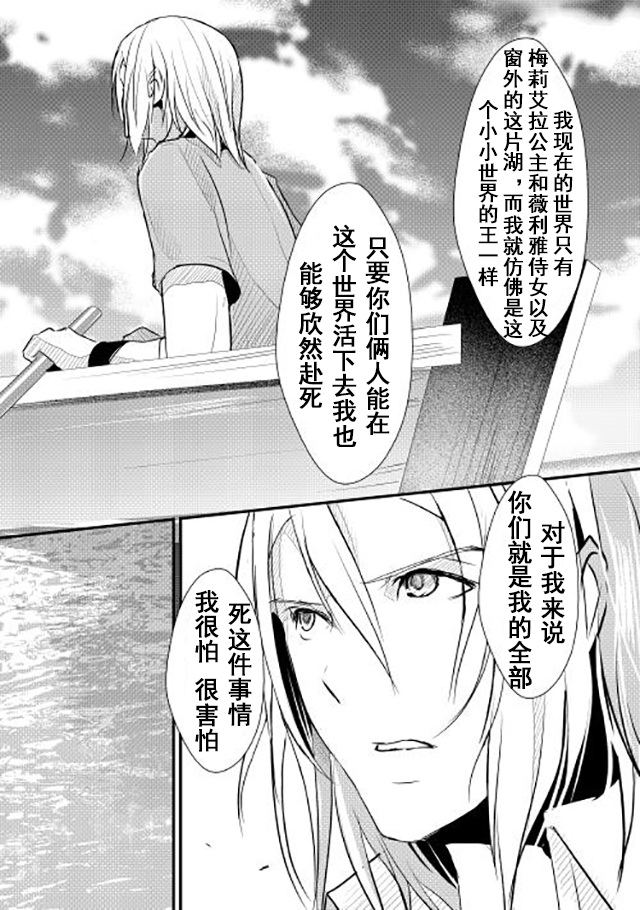 我现在的世界只有
梅莉艾拉公主和薇利雅侍女以及
窗外的这片湖，而我就仿佛是这
个小小世界的王一样
只要你们俩人能在
这个世界活下去我也
能够欣然赴死
对于我来说
你们就是我的全部
死这件事情
我很怕 很害怕